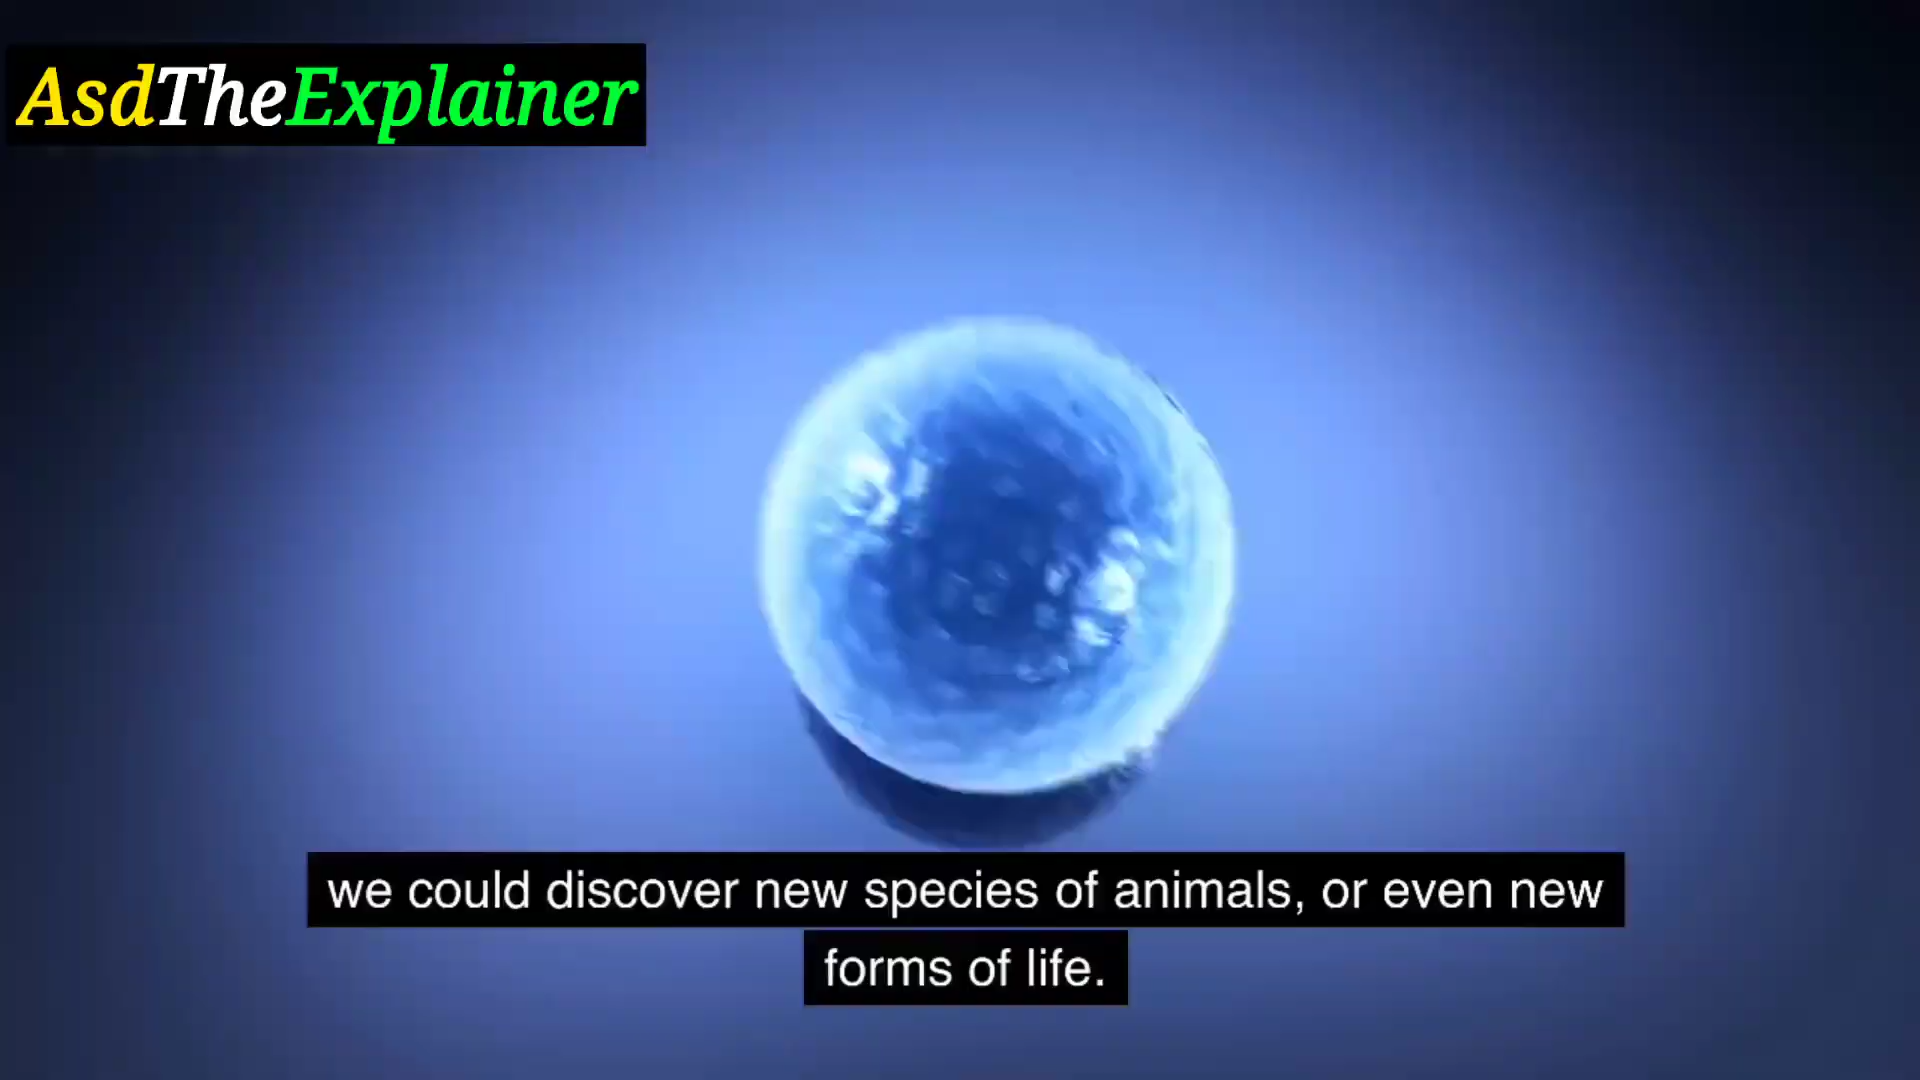 AsdTheExplainer
we could discover new species of animals, or even new
forms of life.